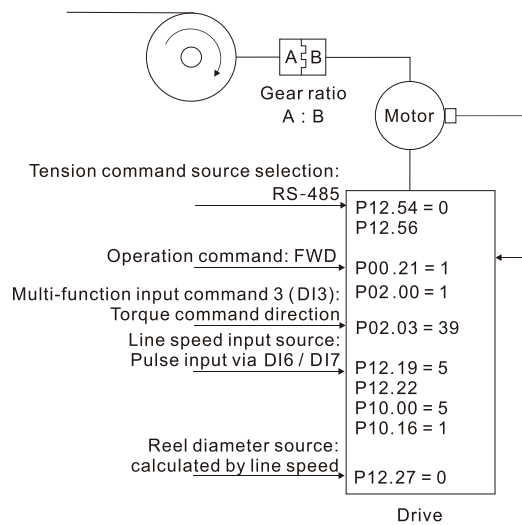 A B
Gear ratio
A : B
Motor
Tension command source selection:
RS-485
P12.54 = 0
P12.56
Operation command: FWD
P00.21 = 1
P02.00 = 1
Multi-function input command 3 (DI3):
Torque command direction
P02.03 = 39
Line speed input source:
Pulse input via DI6 / DI7
P12.19 = 5
P12.22
P10.00 = 5
P10.16 = 1
Reel diameter source:
calculated by line speed
P12.27 = 0
Drive